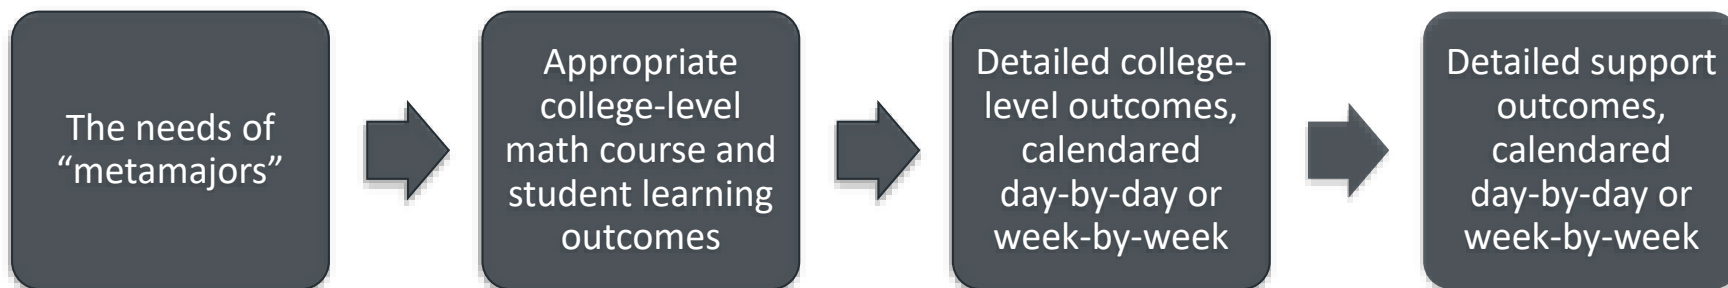 The needs of
“metamajors”
Appropriate
college-level
math course and
student learning
outcomes
Detailed college-
level outcomes,
calendared
day-by-day or
week-by-week
Detailed support
outcomes,
calendared
day-by-day or
week-by-week